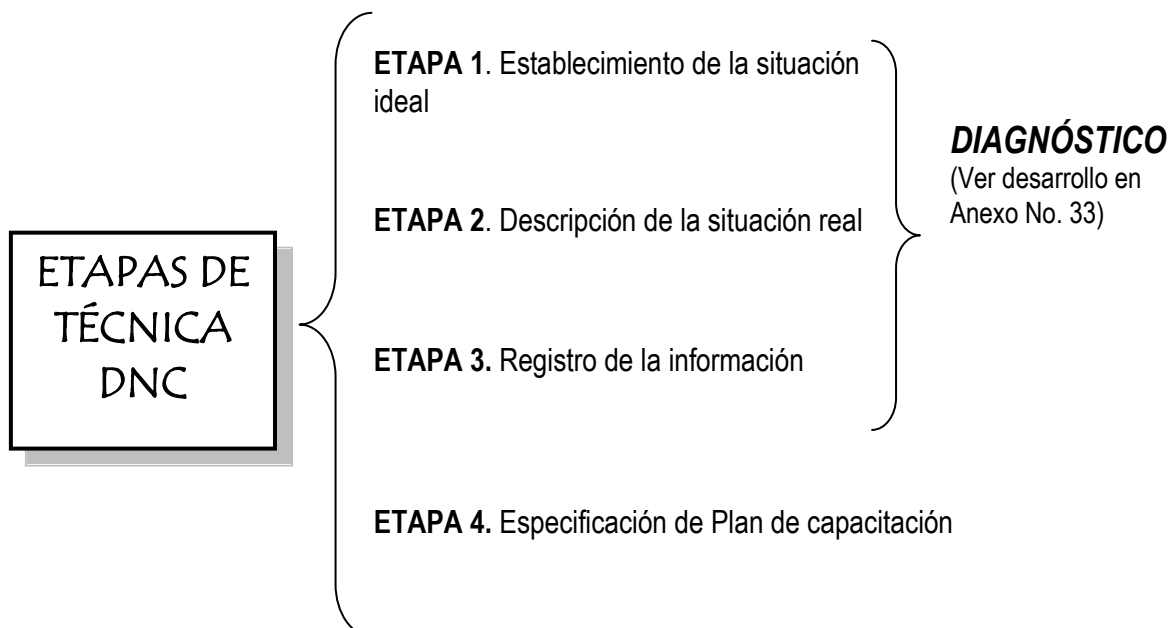 ETAPAS DE
TÉCNICA
DNC
ETAPA 1. Establecimiento de la situación
ideal
ETAPA 2. Descripción de la situación real
ETAPA 3. Registro de la información
ETAPA 4. Especificación de Plan de capacitación
DIAGNÓSTICO
(Ver desarrollo en
Anexo No. 33)